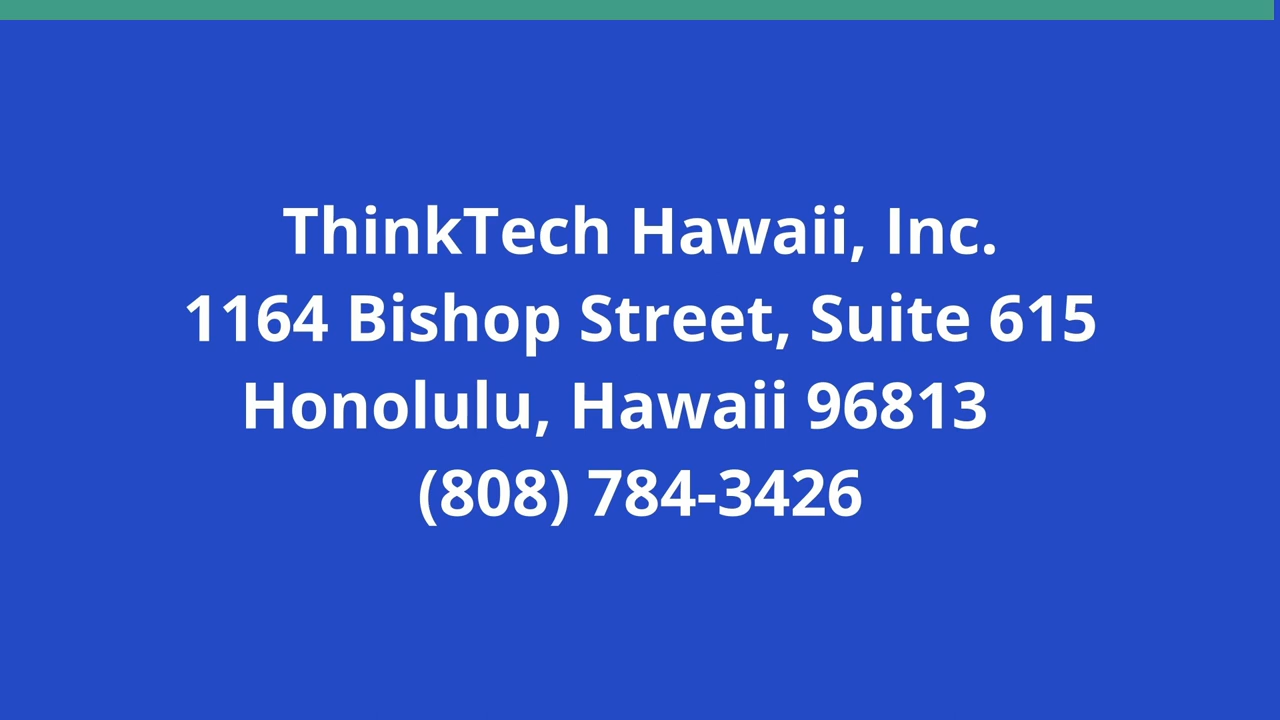 ThinkTech Hawaii, Inc.
1164 Bishop Street, Suite 615
Honolulu, Hawaii 96813
(808) 784-3426